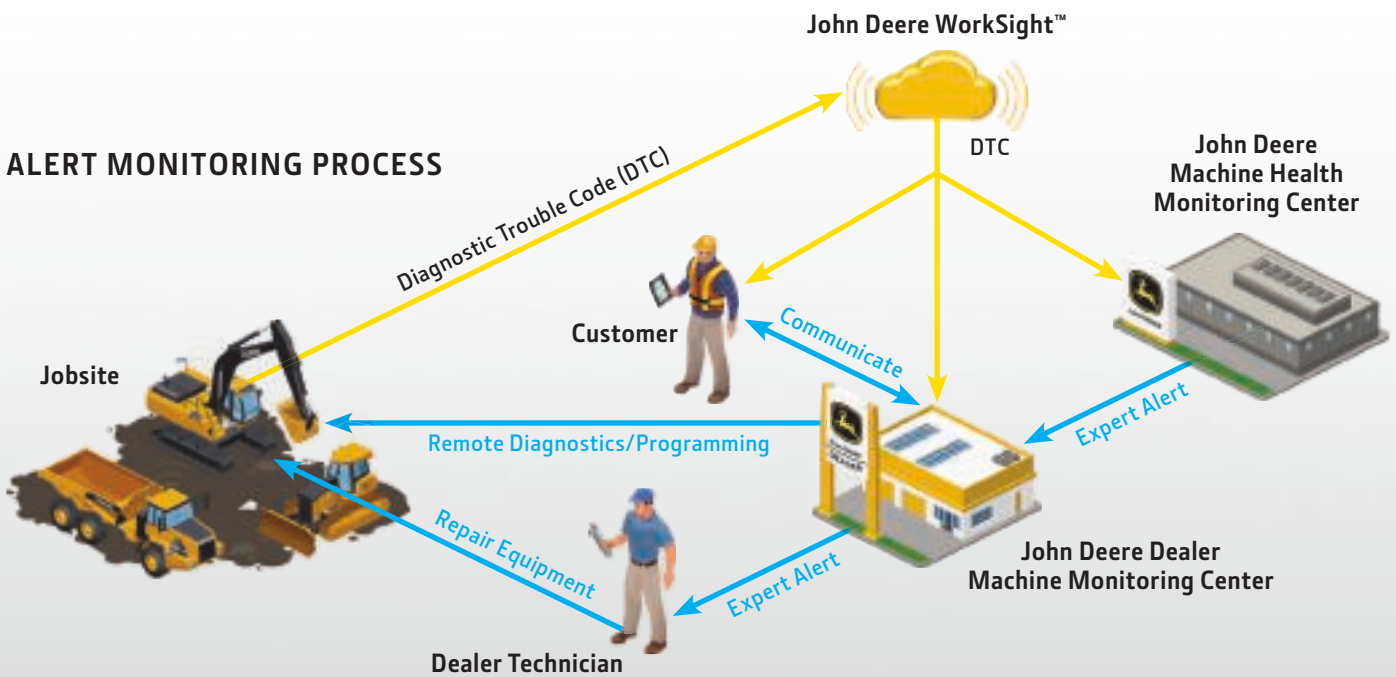 John Deere WorkSight™
ALERT MONITORING PROCESS
Diagnostic Trouble Code (DTC)
DTC
John Deere
Machine Health
Monitoring Center
Customer
Communicate
Jobsite
Expert Alert
Remote Diagnostics/Programming
Repair Equipment
Expert Alert
John Deere Dealer
Machine Monitoring Center
Dealer Technician